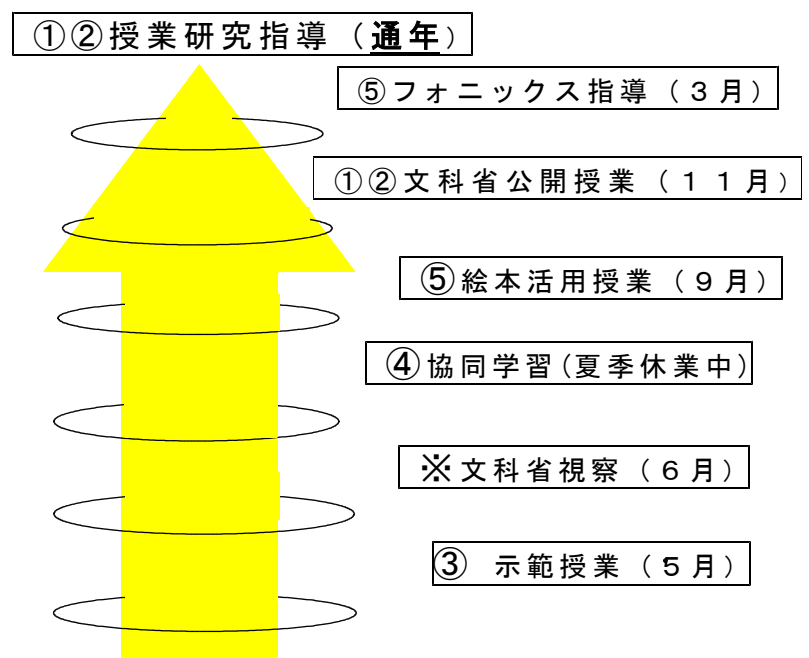 ①②授業研究指導（通年）
⑤フォニックス指導（３月）
①②文科省公開授業（１１月）
⑤絵本活用授業（９月）
④協同学習(夏季休業中)
※文科省視察（６月）
③　示範授業（５月）